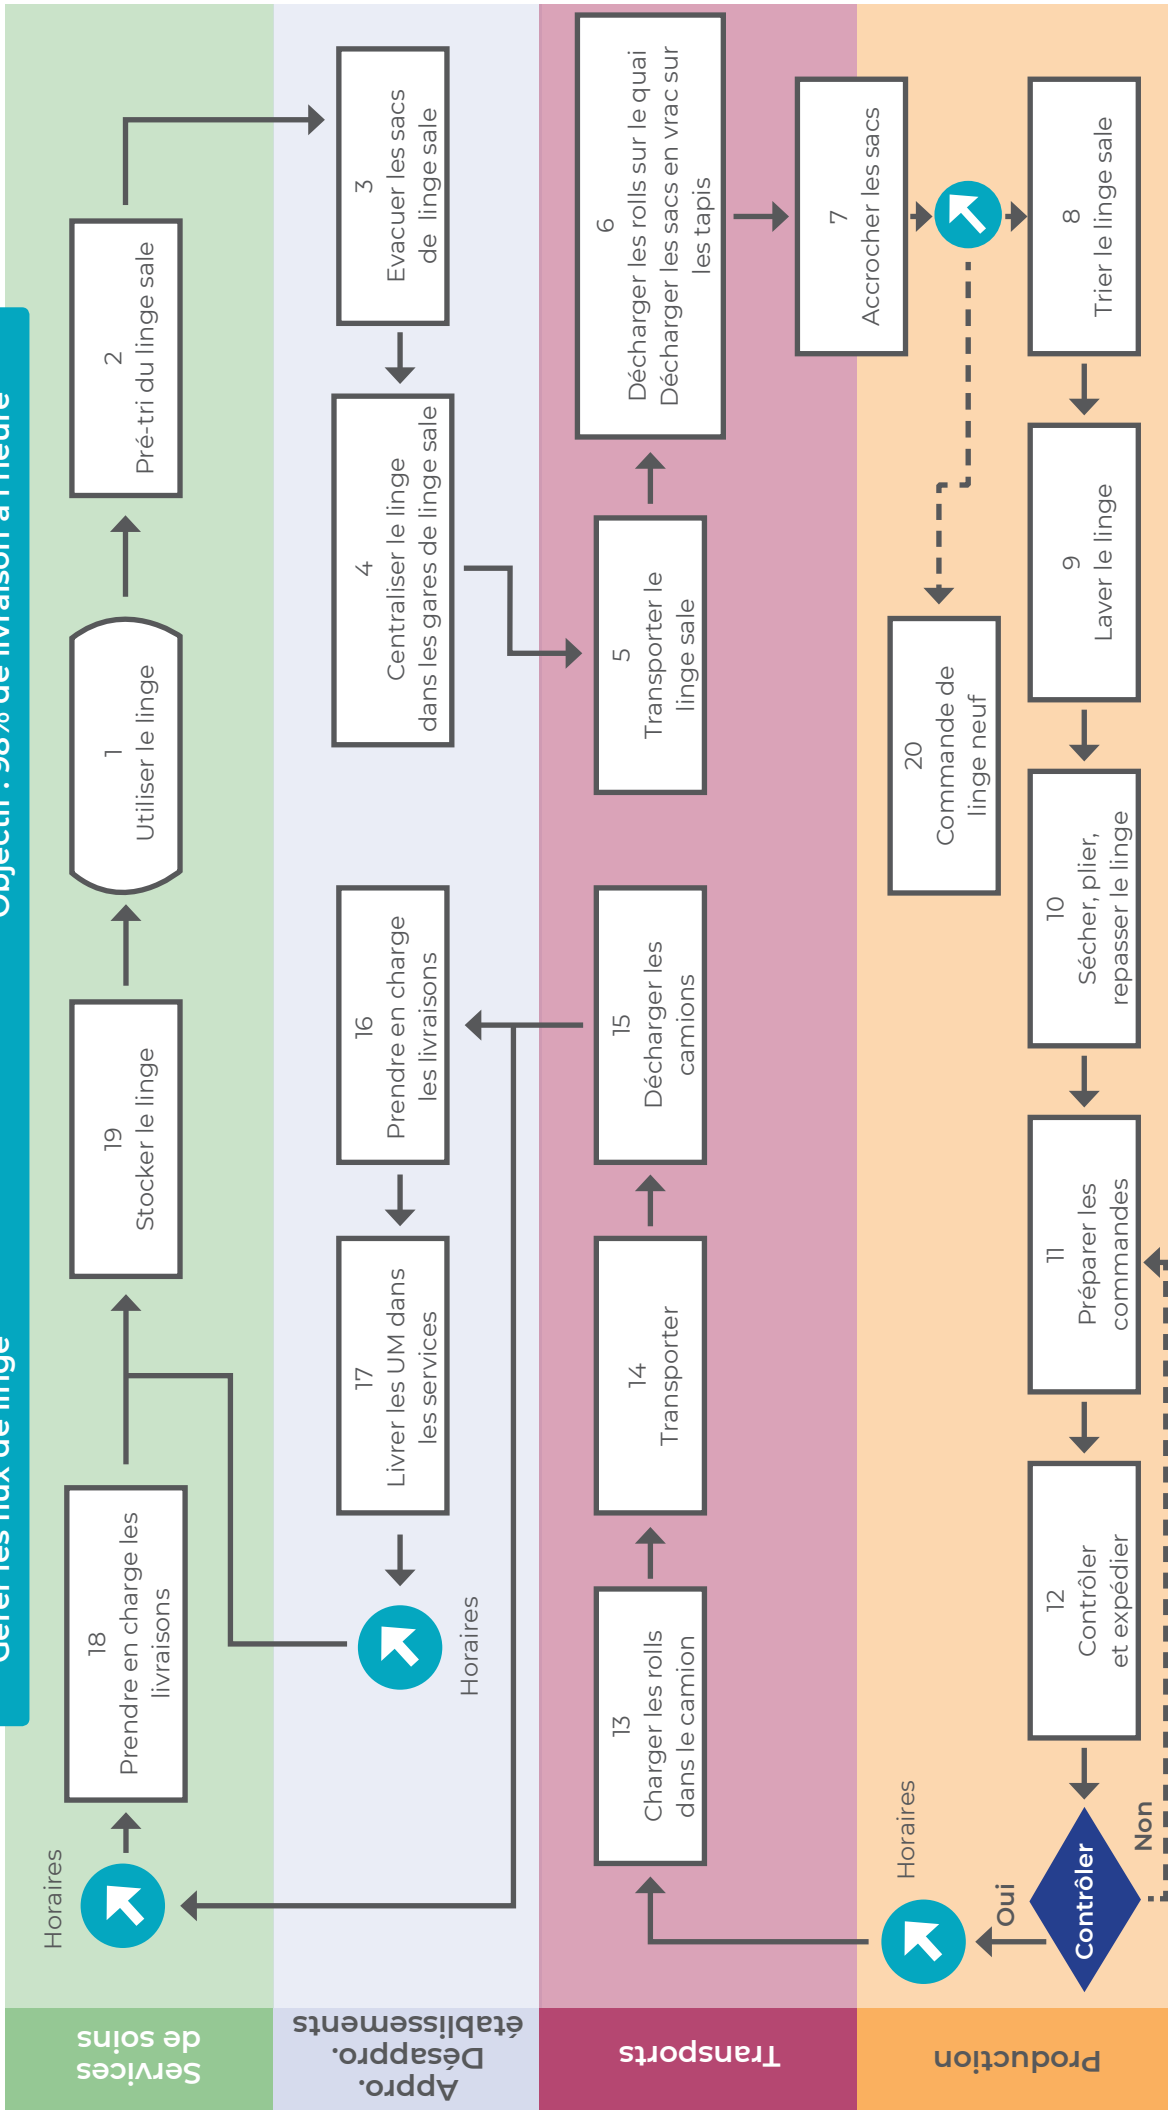 Gérer les flux de linge
Objectif : 98% de livraison à l'heure
Services
de soins
Horaires
18
Prendre en charge les
livraisons
19
Stocker le linge
1
Utiliser le linge
2
Pré-tri du linge sale
Appro.
Désappro.
établissements
Horaires
17
Livrer les UM dans
les services
16
Prendre en charge
les livraisons
4
Centraliser le linge
dans les gares de linge sale
3
Evacuer les sacs
de linge sale
Transports
13
Charger les rolls
dans le camion
14
Transporter
15
Décharger les
camions
5
Transporter le
linge sale
6
Décharger les rolls sur le quai
Décharger les sacs en vrac sur
les tapis
7
Accrocher les sacs
Production
Horaires
Oui
Contrôler
Non
12
Contrôler
et expédier
11
Préparer les
commandes
10
Sécher, plier,
repasser le linge
20
Commande de
linge neuf
9
Laver le linge
8
Trier le linge sale